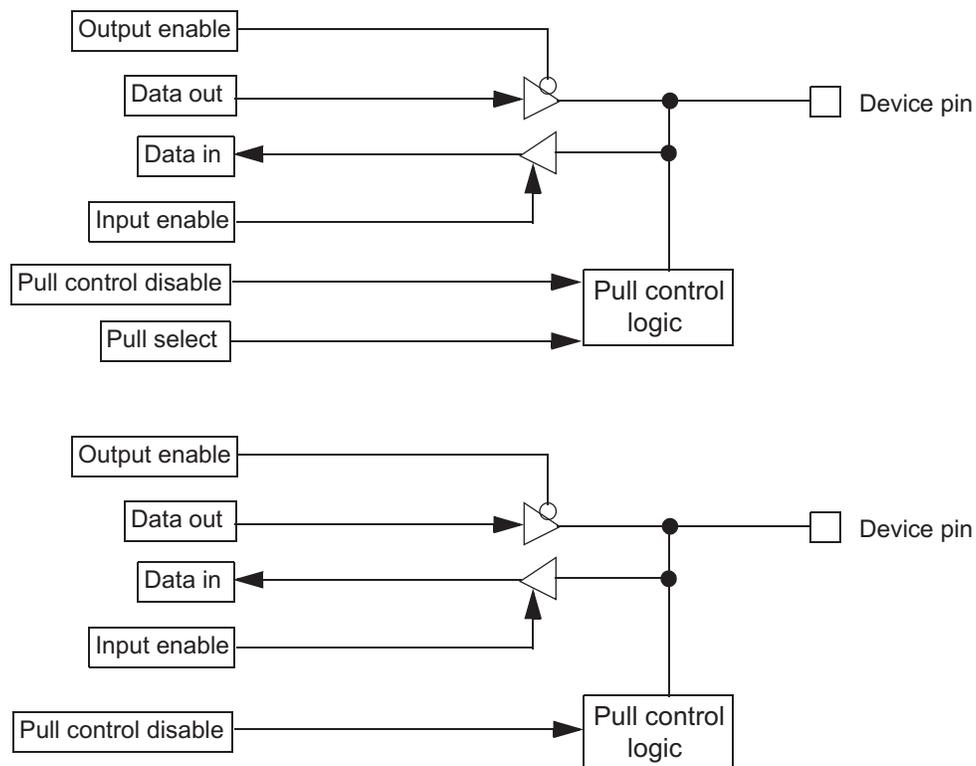 Output enable
Data out
Device pin
Data in
Input enable
Pull control disable
Pull control
logic
Pull select
Output enable
Data out
Device pin
Data in
Input enable
Pull control disable
Pull control
logic